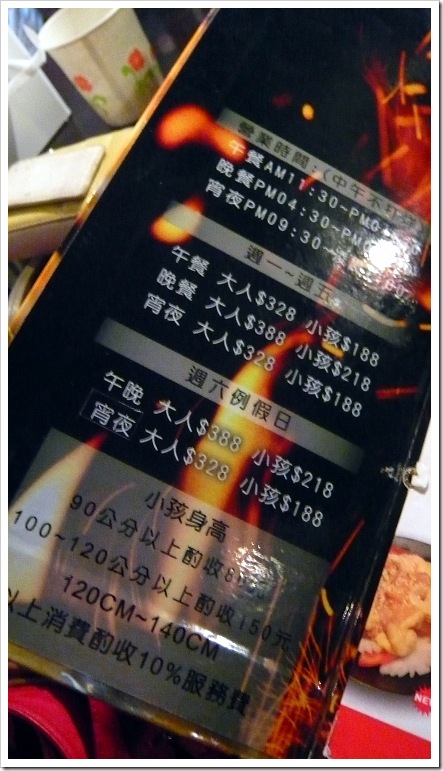 營業時間:(中午不打烊
午餐AM11:30~PM0
晚餐PM04:30~PM
宵夜PM09:30~
週一~週五
午餐 大人$328 小孩$188
晚餐 大人$388 小孩$218
宵夜 大人$328 小孩$188
週六例假日
午晚 大人$388 小孩$218
宵夜 大人$328 小孩$188
小孩身高
90公分以上酌收8
100~120公分以上酌收150元
120CM~140CM
以上消費酌收10%服務費
NEW